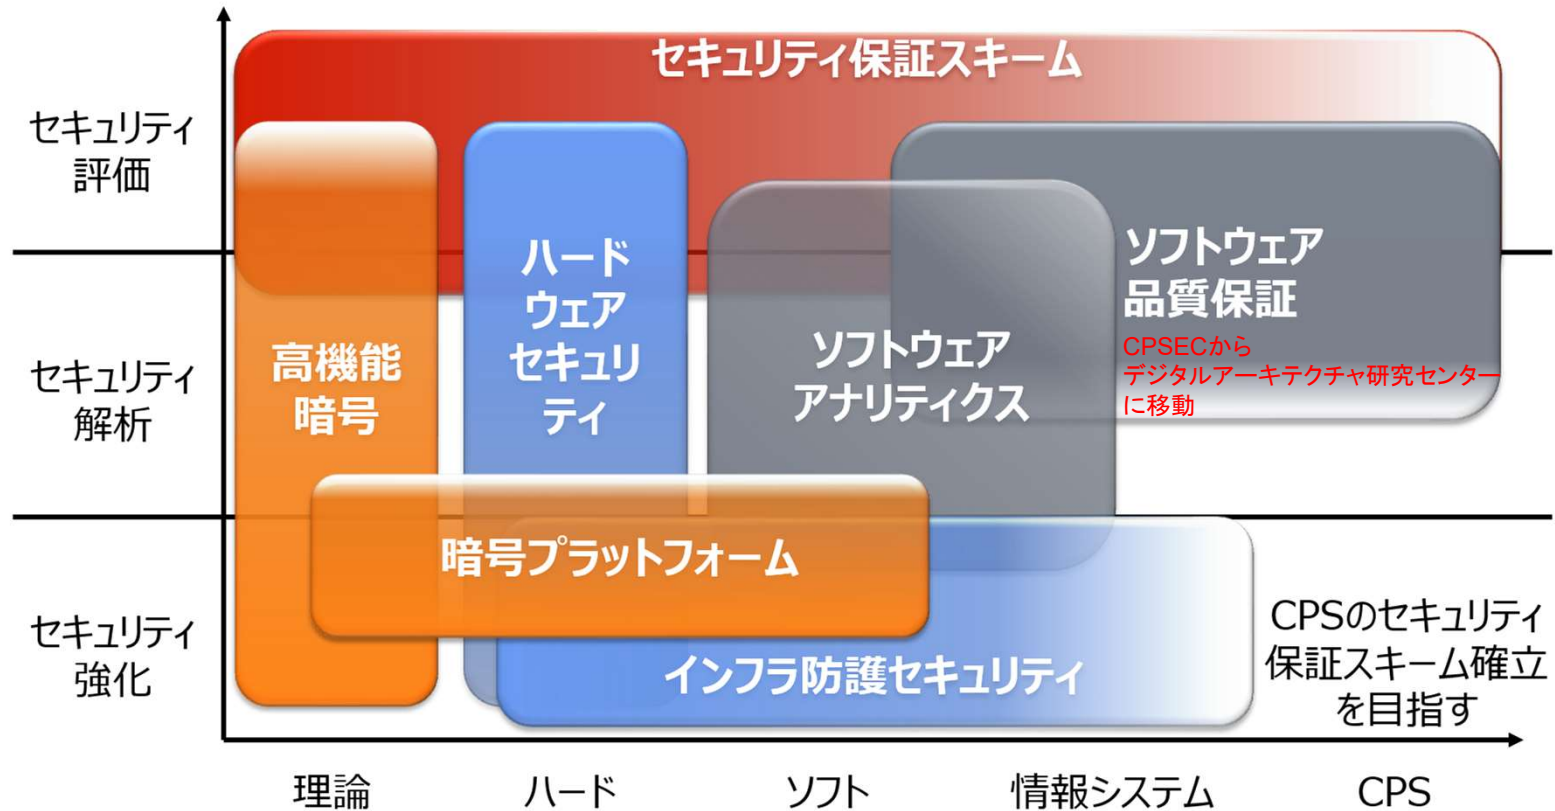 セキュリティ保証スキーム
セキュリティ
評価
ハード
ウェア
セキュリ
ティ
ソフトウェア
品質保証
CPSECから
デジタルアーキテクチャ研究センター
に移動
セキュリティ
解析
高機能
暗号
ソフトウェア
アナリティクス
暗号プラットフォーム
セキュリティ
強化
インフラ防護セキュリティ
CPSのセキュリティ
保証スキーム確立
を目指す
理論
ハード
ソフト
情報システム
CPS